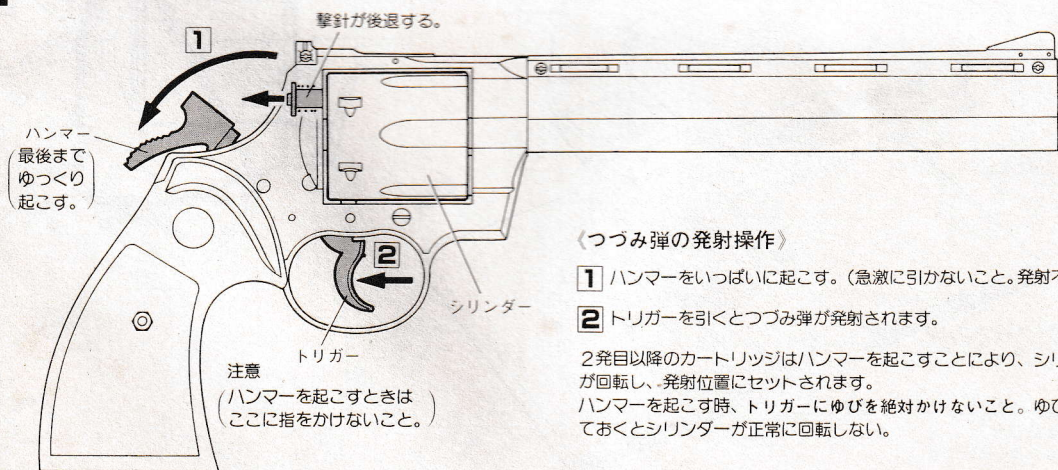 撃針が後退する。
1
ハンマー
(最後まで
ゆっくり
起こす。)
2
シリンダー
トリガー
注意
(ハンマーを起こすときは
ここに指をかけないこと。)
《つづみ弾の発射操作》
1 ハンマーをいっぱいに起こす。(急激に引かないこと。発射不
2 トリガーを引くとつづみ弾が発射されます。
2発目以降のカートリッジはハンマーを起こすことにより、シリ
が回転し、発射位置にセットされます。
ハンマーを起こす時、トリガーにゆびを絶対かけないこと。ゆび
ておくとシリンダーが正常に回転しない。